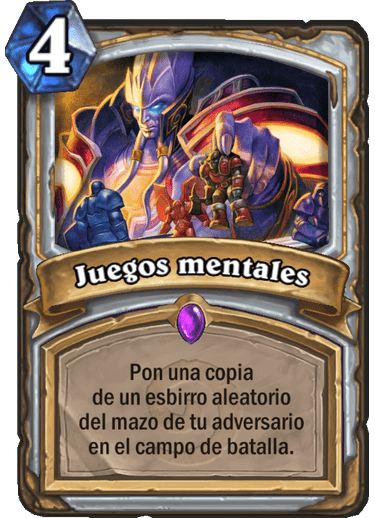 4
Juegos mentales
Pon una copia
de un esbirro aleatorio
del mazo de tu adversario
en el campo de batalla.